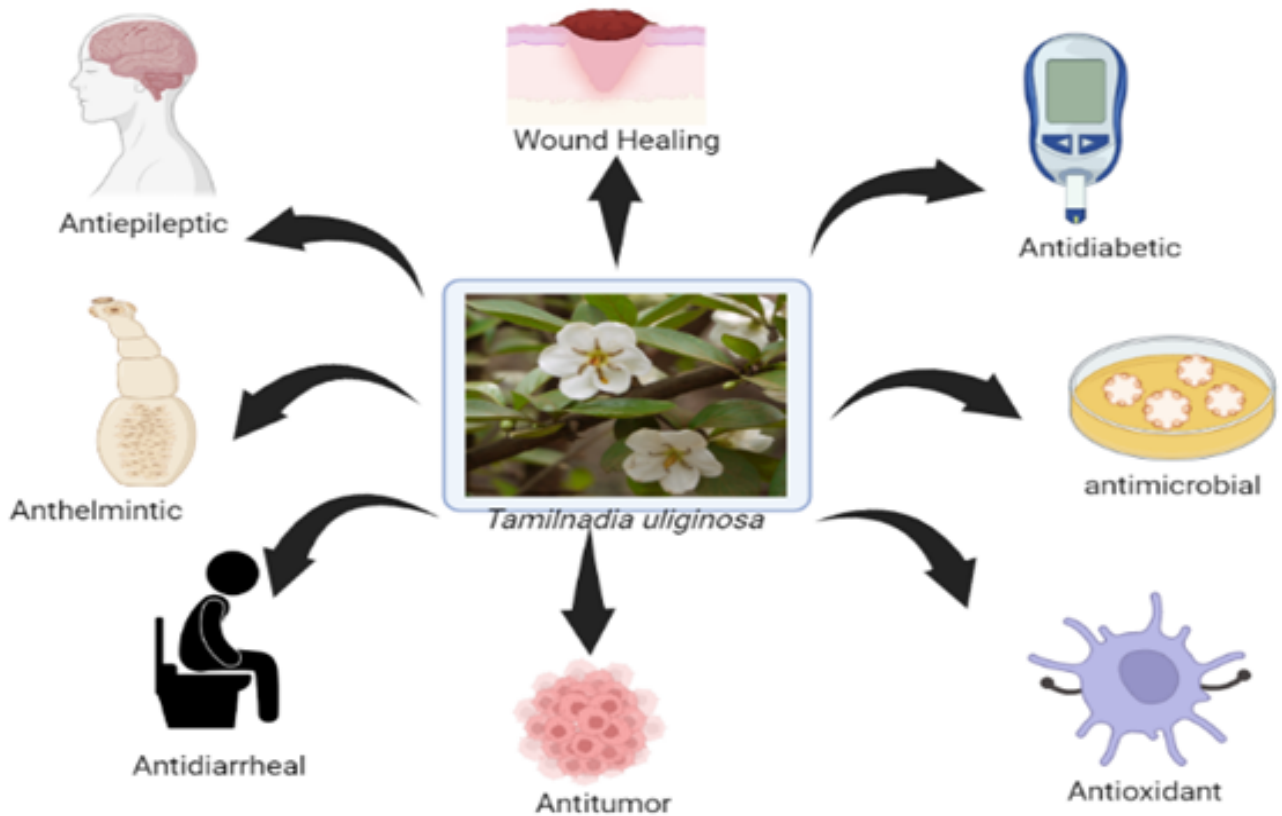 Wound Healing
Antiepileptic
Antidiabetic
Anthelmintic
antimicrobial
Tamilnadia uliginosa
Antidiarrheal
Antitumor
Antioxidant